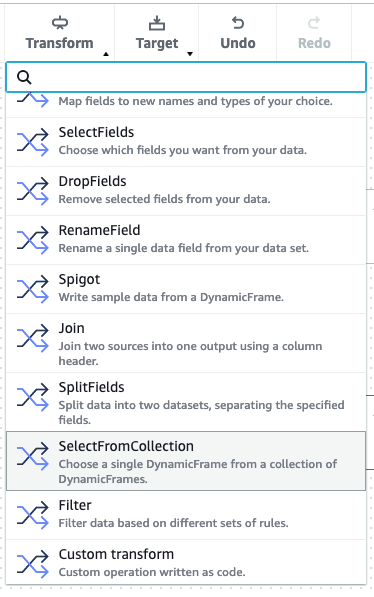 Transform Target Undo Redo
Map fields to new names and types of your choice.
SelectFields
Choose which fields you want from your data.
DropFields
Remove selected fields from your data.
RenameField
Rename a single data field from your data set.
Spigot
Write sample data from a DynamicFrame.
Join
Join two sources into one output using a column
header.
SplitFields
Split data into two datasets, separating the specified
fields.
SelectFromCollection
Choose a single DynamicFrame from a collection of
DynamicFrames.
Filter
Filter data based on different sets of rules.
Custom transform
Custom operation written as code.